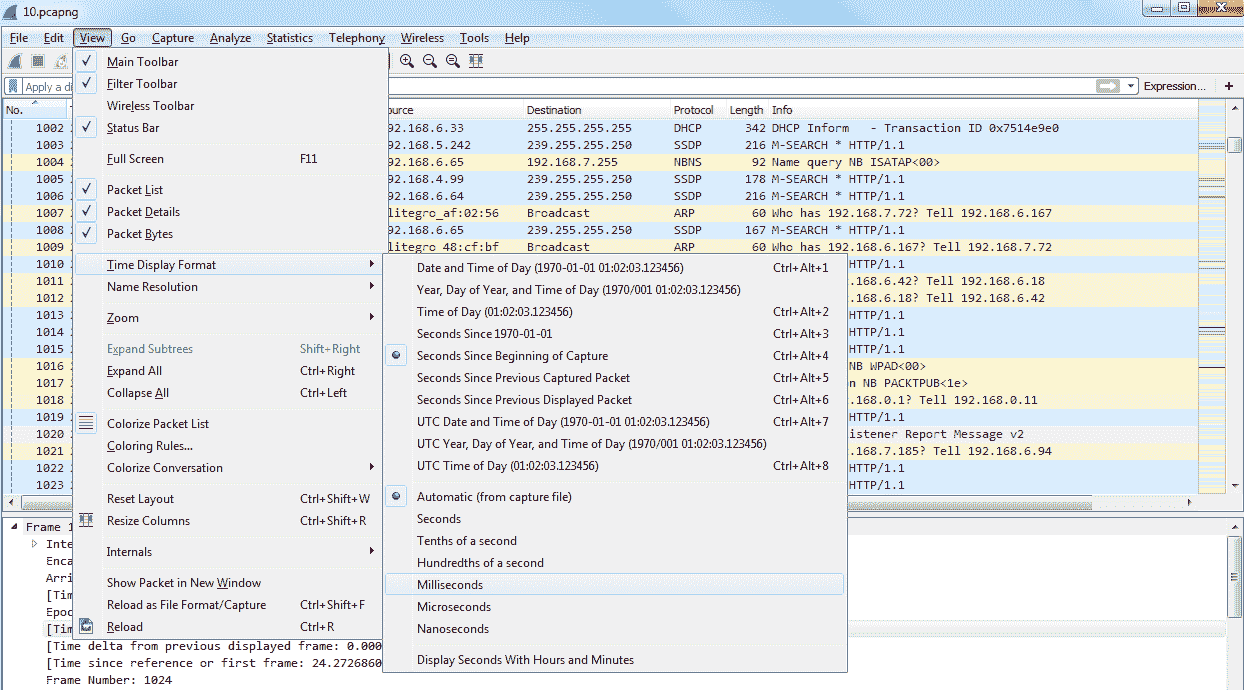 10.pcapng
File Edit View Go Capture Analyze Statistics Telephony Wireless Tools Help
Apply a di
Expression... +
No. Source Destination Protocol Length Info
1002 92.168.6.33 255.255.255.255 DHCP 342 DHCP Inform - Transaction ID 0x7514e9e0
1003 92.168.5.242 239.255.255.250 SSDP 216 M-SEARCH * HTTP/1.1
1004 92.168.6.65 192.168.7.255 NBNS 92 Name query NB ISATAP<00>
1005 92.168.4.99 239.255.255.250 SSDP 178 M-SEARCH * HTTP/1.1
1006 92.168.6.64 239.255.255.250 SSDP 216 M-SEARCH * HTTP/1.1
1007 litegro_af:02:56 Broadcast ARP 60 Who has 192.168.7.72? Tell 192.168.6.167
1008 92.168.6.65 239.255.255.250 SSDP 167 M-SEARCH * HTTP/1.1
1009 litegro_48:cf:bf Broadcast ARP 60 Who has 192.168.6.167? Tell 192.168.7.72
1010 HTTP/1.1
1011 .168.6.42? Tell 192.168.6.18
1012 .168.6.18? Tell 192.168.6.42
1013 HTTP/1.1
1014 HTTP/1.1
1015 HTTP/1.1
1016 NB WPAD<00>
1017 n NB PACKTPUB<1e>
1018 .168.0.1? Tell 192.168.0.11
1019 HTTP/1.1
1020 istener Report Message v2
1021 .168.7.185? Tell 192.168.6.94
1022 HTTP/1.1
1023 HTTP/1.1
Main Toolbar
Filter Toolbar
Wireless Toolbar
Status Bar
Full Screen F11
Packet List
Packet Details
Packet Bytes
Time Display Format
Name Resolution
Zoom
Expand Subtrees Shift+Right
Expand All Ctrl+Right
Collapse All Ctrl+Left
Colorize Packet List
Coloring Rules...
Colorize Conversation
Reset Layout Ctrl+Shift+W
Resize Columns Ctrl+Shift+R
Internals
Show Packet in New Window
Reload as File Format/Capture Ctrl+Shift+F
Reload Ctrl+R
Date and Time of Day (1970-01-01 01:02:03.123456) Ctrl+Alt+1
Year, Day of Year, and Time of Day (1970/001 01:02:03.123456)
Time of Day (01:02:03.123456) Ctrl+Alt+2
Seconds Since 1970-01-01 Ctrl+Alt+3
Seconds Since Beginning of Capture Ctrl+Alt+4
Seconds Since Previous Captured Packet Ctrl+Alt+5
Seconds Since Previous Displayed Packet Ctrl+Alt+6
UTC Date and Time of Day (1970-01-01 01:02:03.123456) Ctrl+Alt+7
UTC Year, Day of Year, and Time of Day (1970/001 01:02:03.123456)
UTC Time of Day (01:02:03.123456) Ctrl+Alt+8
Automatic (from capture file)
Seconds
Tenths of a second
Hundredths of a second
Milliseconds
Microseconds
Nanoseconds
Display Seconds With Hours and Minutes
Frame 1
Inte
Enca
Arri
[Tim
Epoc
[Tim
[Time delta from previous displayed frame: 0.000
[Time since reference or first frame: 24.2726860
Frame Number: 1024